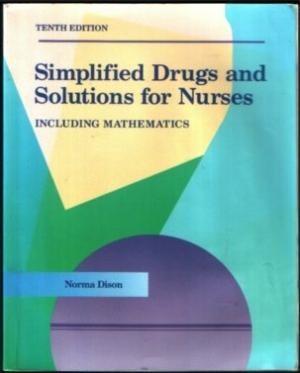 TENTH EDITION
Simplified Drugs and
Solutions for Nurses
INCLUDING MATHEMATICS
Norma Dison